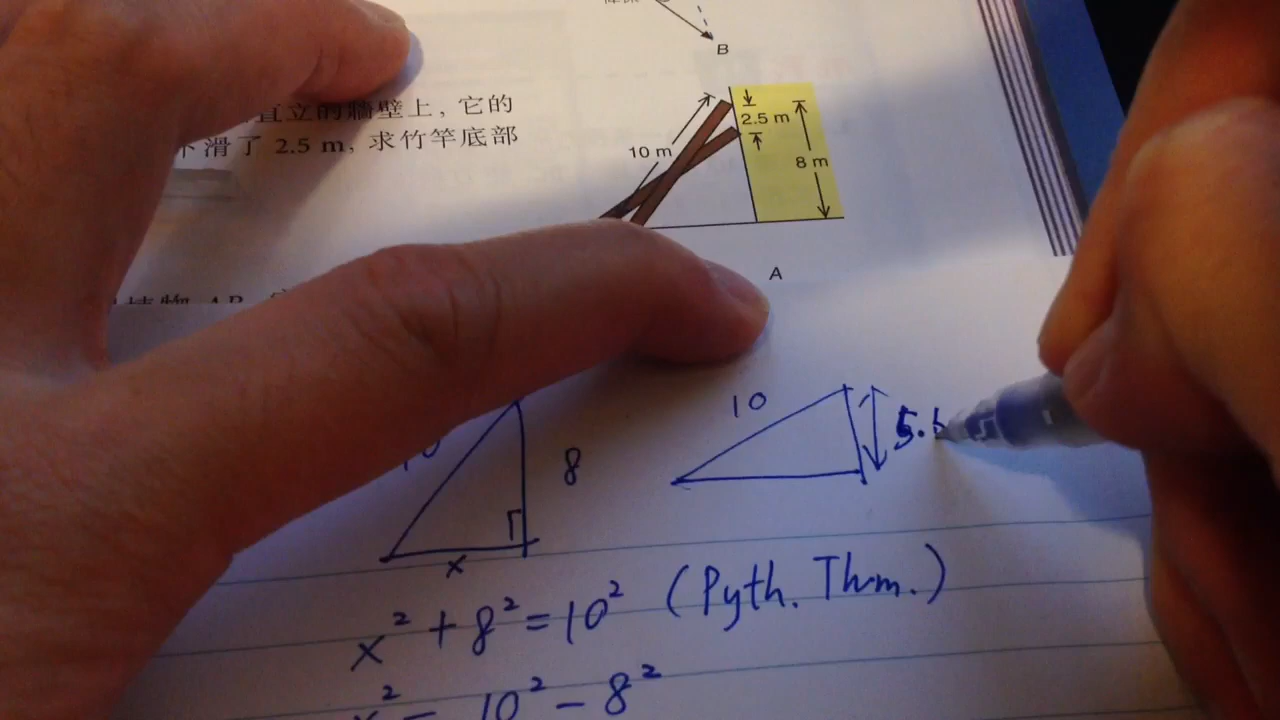 B
直立的牆壁上, 它的
下滑了 2.5 m, 求竹竿底部
2.5 m
10 m
8 m
A
10
8
x
10
5.
x² + 8² = 10² (Pyth. Thm.)
x² = 10² - 8²